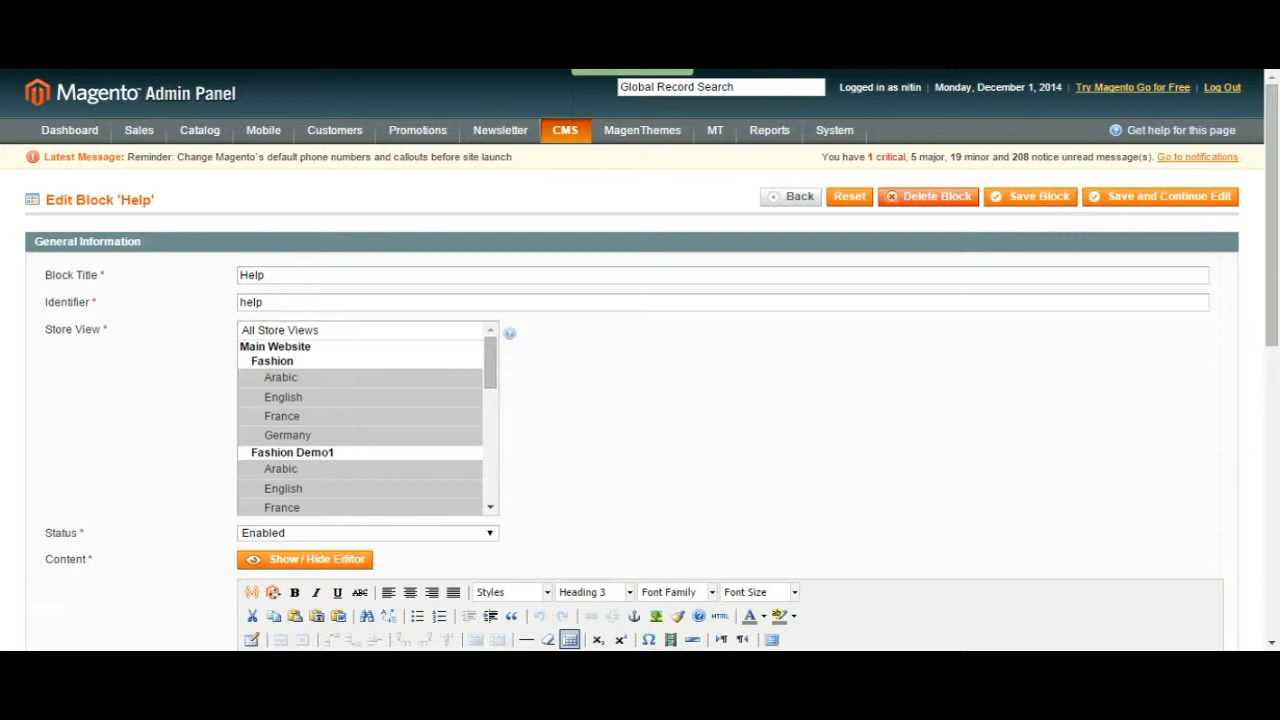 Magento Admin Panel
Global Record Search
Logged in as nitin | Monday, December 1, 2014 | Try Magento Go for Free | Log Out
Dashboard Sales Catalog Mobile Customers Promotions Newsletter CMS MagenThemes MT Reports System Get help for this page
Latest Message: Reminder: Change Magento`s default phone numbers and callouts before site launch You have 1 critical, 5 major, 19 minor and 208 notice unread message(s). Go to notifications
Edit Block 'Help' Back Reset Delete Block Save Block Save and Continue Edit
General Information
Block Title * Help
Identifier * help
Store View * All Store Views
Main Website
Fashion
Arabic
English
France
Germany
Fashion Demo1
Arabic
English
France
Status * Enabled
Content * Show / Hide Editor
B I U ABC Styles Heading 3 Font Family Font Size
HTML A